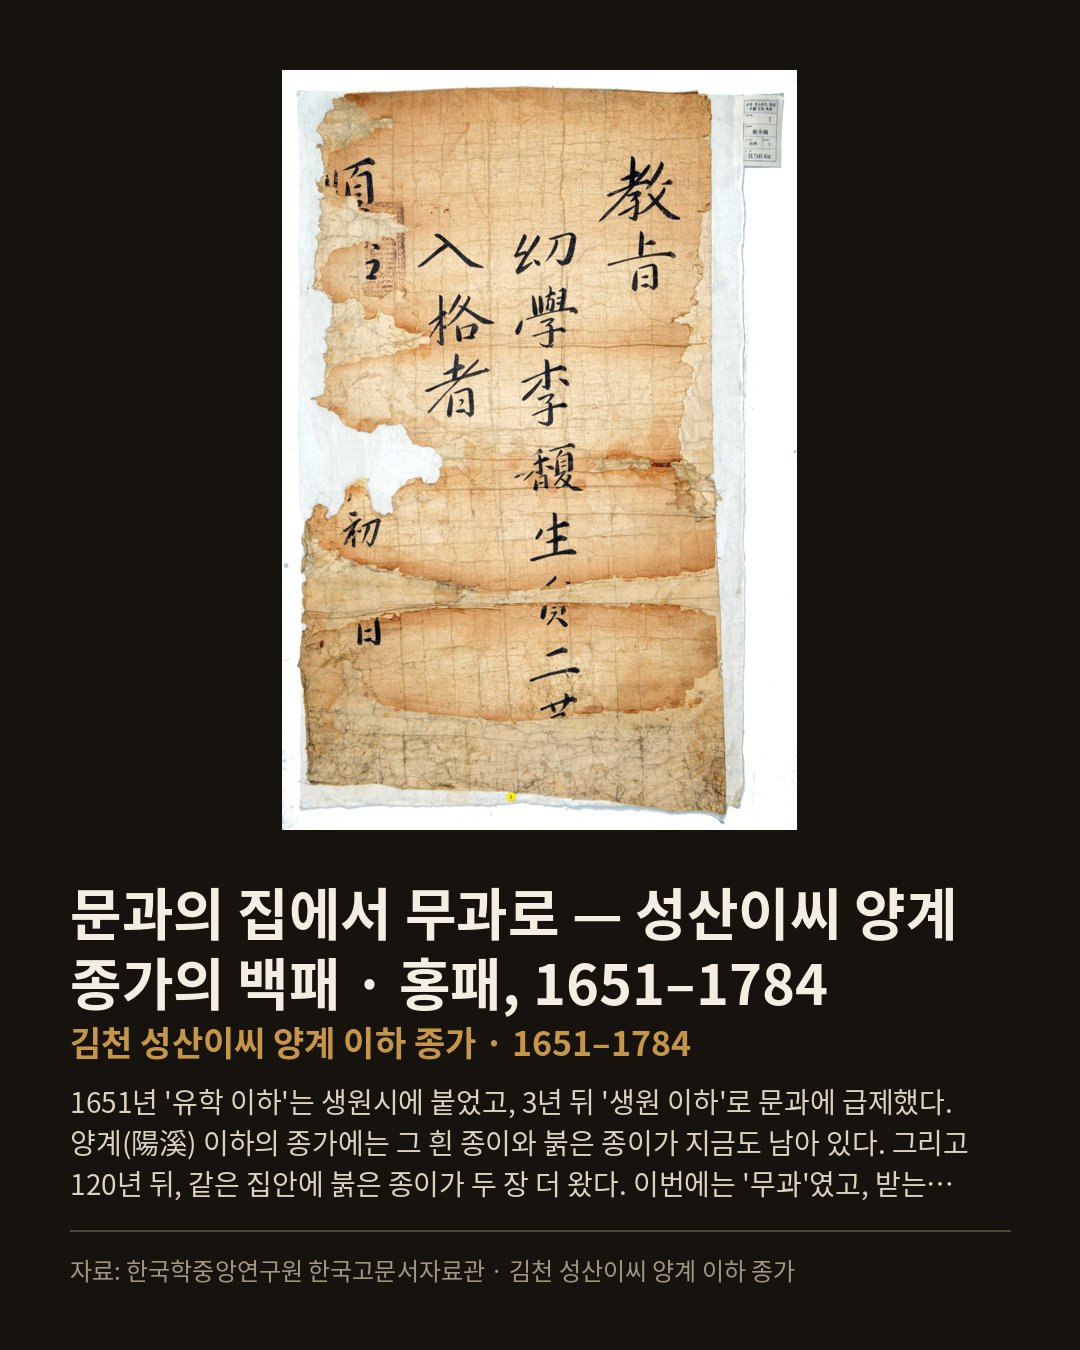 教旨
幼學李馥生員二
入格者
順
初
日
문과의 집에서 무과로 — 성산이씨 양계
종가의 백패 · 홍패, 1651–1784
김천 성산이씨 양계 이하 종가 · 1651–1784
1651년 '유학 이하'는 생원시에 붙었고, 3년 뒤 '생원 이하'로 문과에 급제했다.
양계(陽溪) 이하의 종가에는 그 흰 종이와 붉은 종이가 지금도 남아 있다. 그리고
120년 뒤, 같은 집안에 붉은 종이가 두 장 더 왔다. 이번에는 '무과'였고, 받는…
자료: 한국학중앙연구원 한국고문서자료관 · 김천 성산이씨 양계 이하 종가